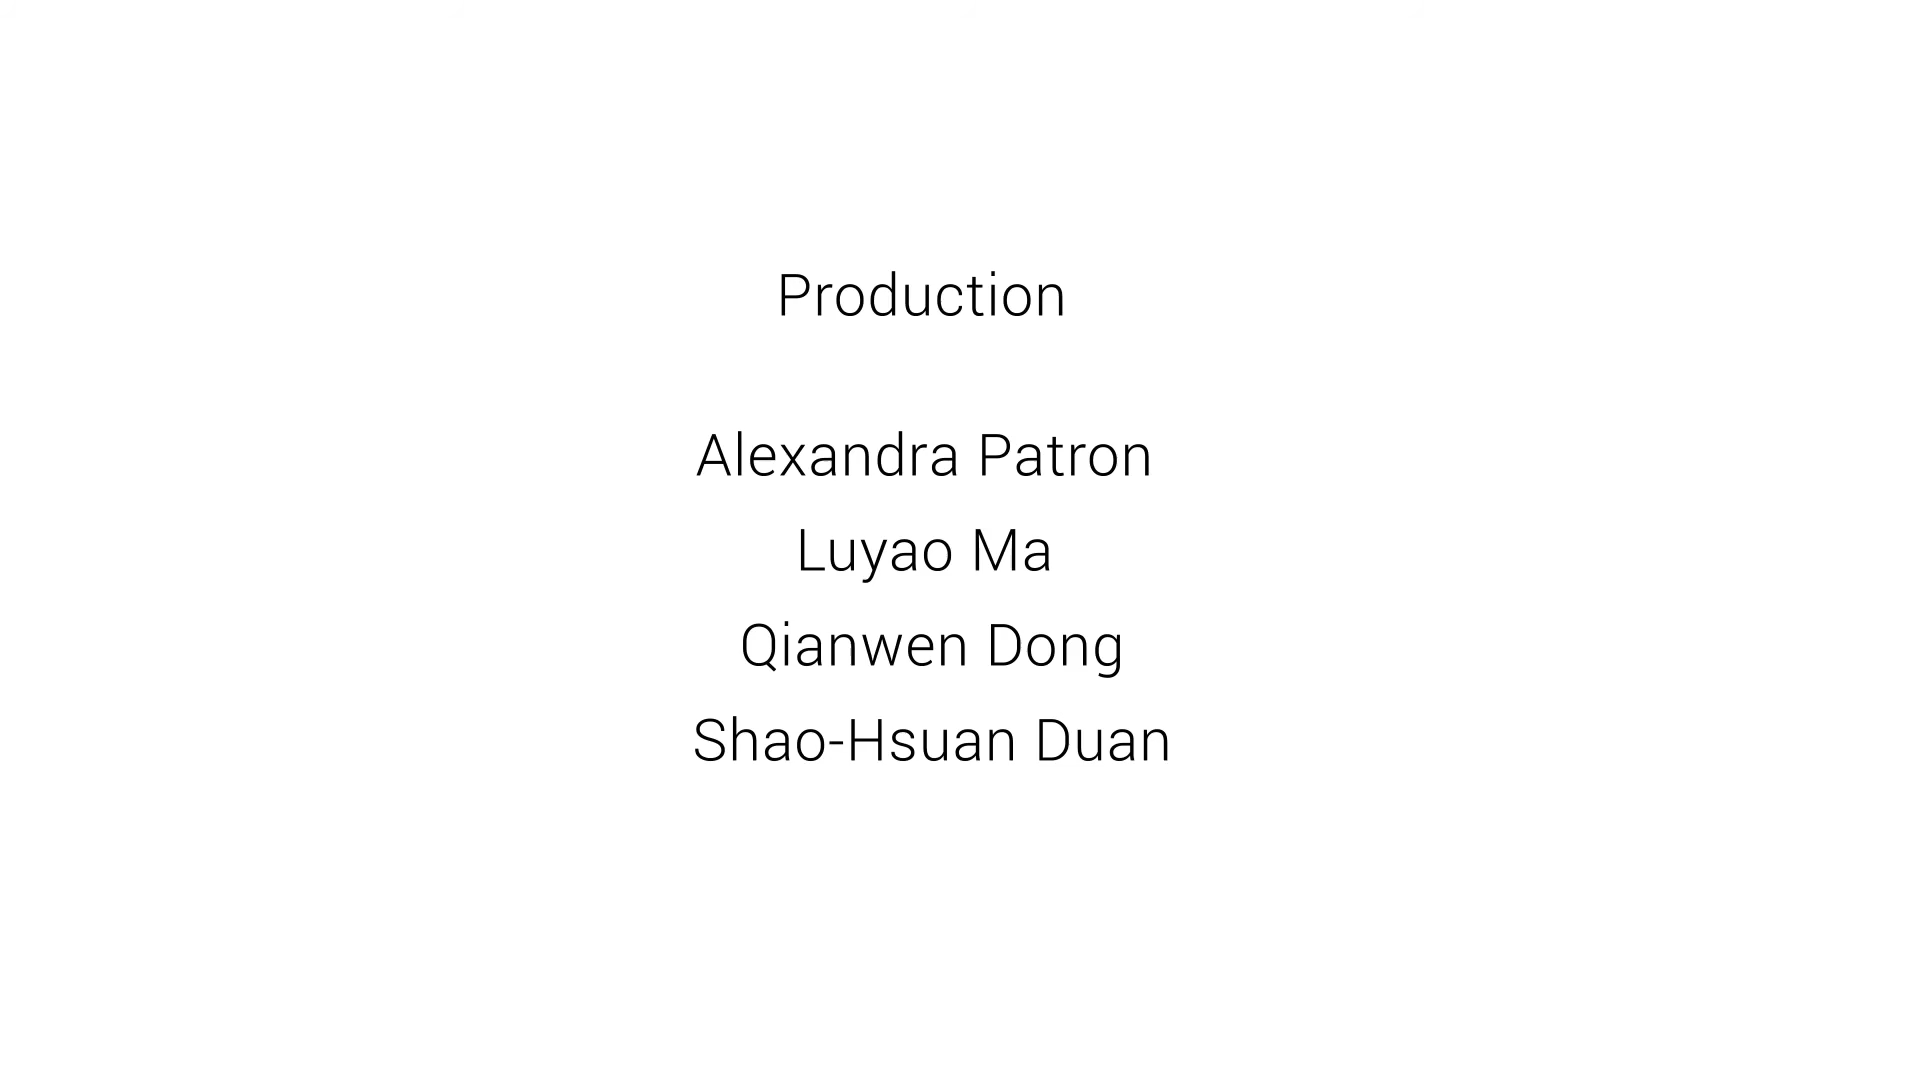 Production
Alexandra Patron
Luyao Ma
Qianwen Dong
Shao-Hsuan Duan